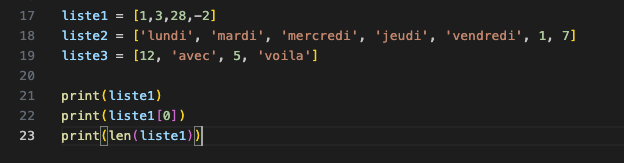 17 liste1 = [1,3,28,-2]
18 liste2 = ['lundi', 'mardi', 'mercredi', 'jeudi', 'vendredi', 1, 7]
19 liste3 = [12, 'avec', 5, 'voila']
20
21 print(liste1)
22 print(liste1[0])
23 print(len(liste1))